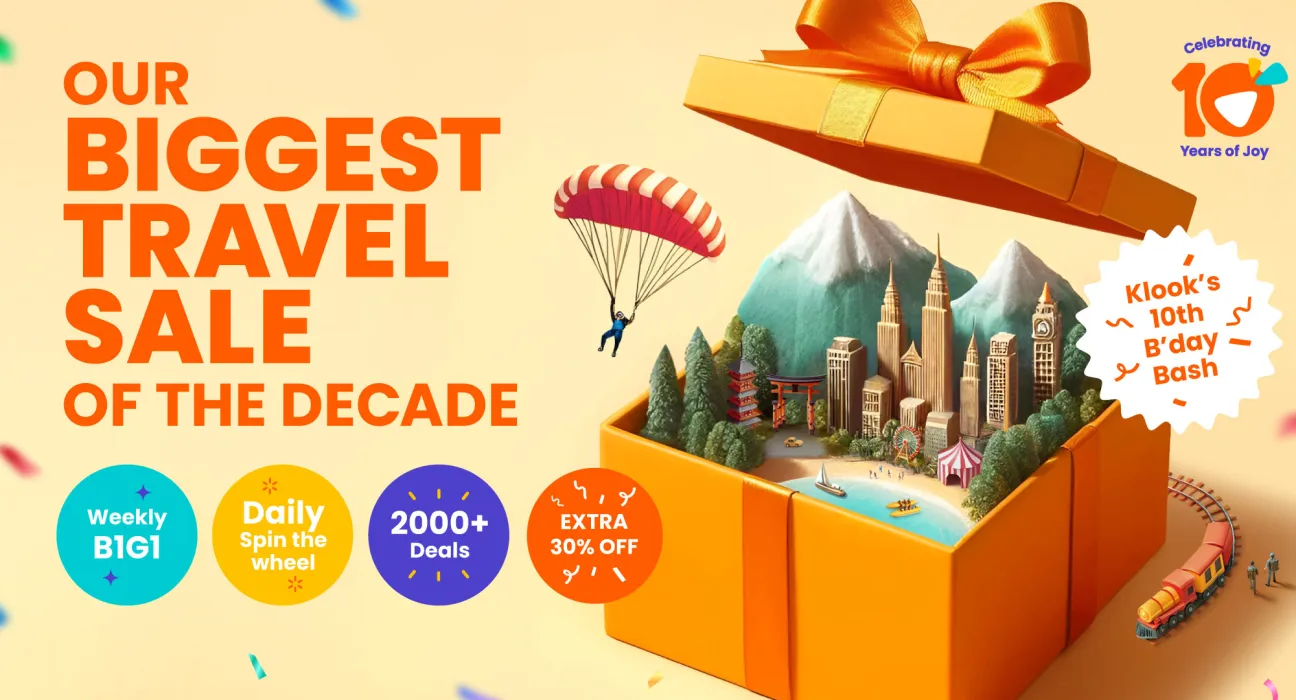 OUR
BIGGEST
TRAVEL
SALE
OF THE DECADE
Weekly
B1G1
Daily
Spin the
wheel
2000+
Deals
EXTRA
30% OFF
Celebrating
10
Years of Joy
Klook's
10th
B'day
Bash